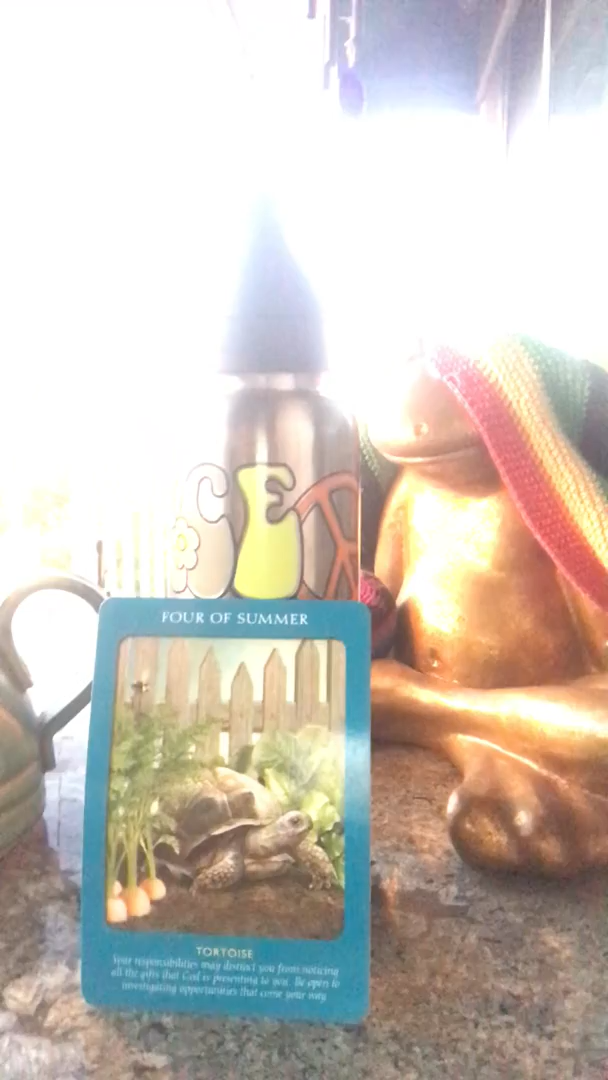 CEX
FOUR OF SUMMER
TORTOISE
Your responsibilities may distract you from noticing
all the gifts that God is presenting to you. Be open to
investigating opportunities that come your way.